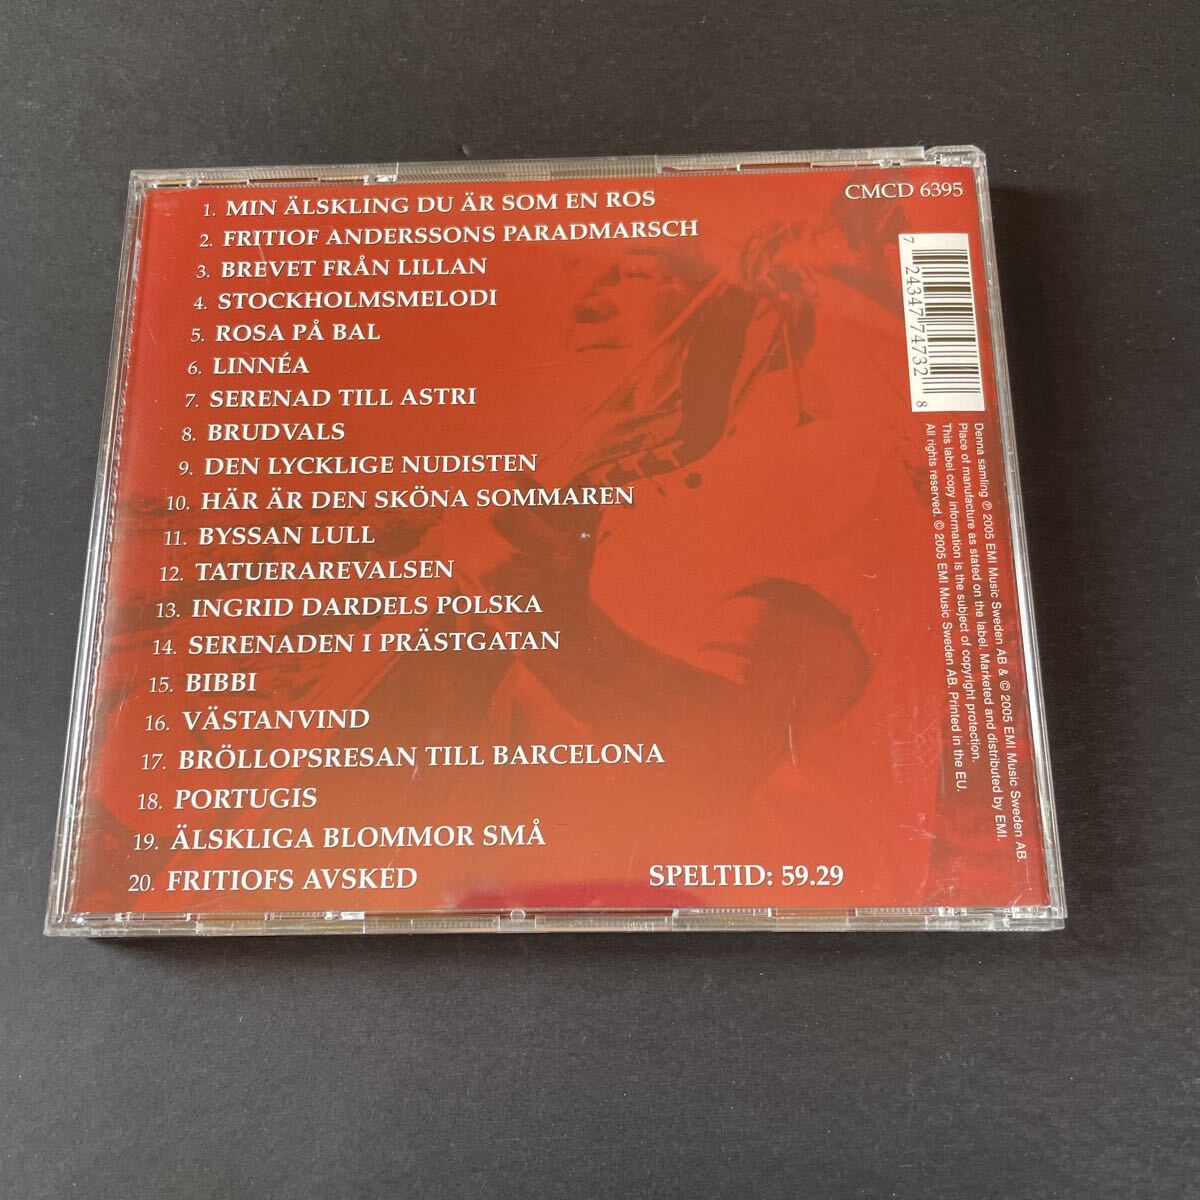 1. MIN ÄLSKLING DU ÄR SOM EN ROS
2. FRITIOF ANDERSSONS PARADMARSCH
3. BREVET FRÅN LILLAN
4. STOCKHOLMSMELODI
5. ROSA PÅ BAL
6. LINNÉA
7. SERENAD TILL ASTRI
8. BRUDVALS
9. DEN LYCKLIGE NUDISTEN
10. HÄR ÄR DEN SKÖNA SOMMAREN
11. BYSSAN LULL
12. TATUERAREVALSEN
13. INGRID DARDELS POLSKA
14. SERENADEN I PRÄSTGATAN
15. BIBBI
16. VÄSTANVIND
17. BRÖLLOPSRESAN TILL BARCELONA
18. PORTUGIS
19. ÄLSKLIGA BLOMMOR SMÅ
20. FRITIOFS AVSKED
SPELTID: 59.29
CMCD 6395
7 24347 74732 8
Denna samling ℗ 2005 EMI Music Sweden AB & © 2005 EMI Music Sweden AB.
Place of manufacture as stated on the label. Marketed and distributed by EMI.
This label copy information is the subject of copyright protection.
All rights reserved. © 2005 EMI Music Sweden AB. Printed in the EU.